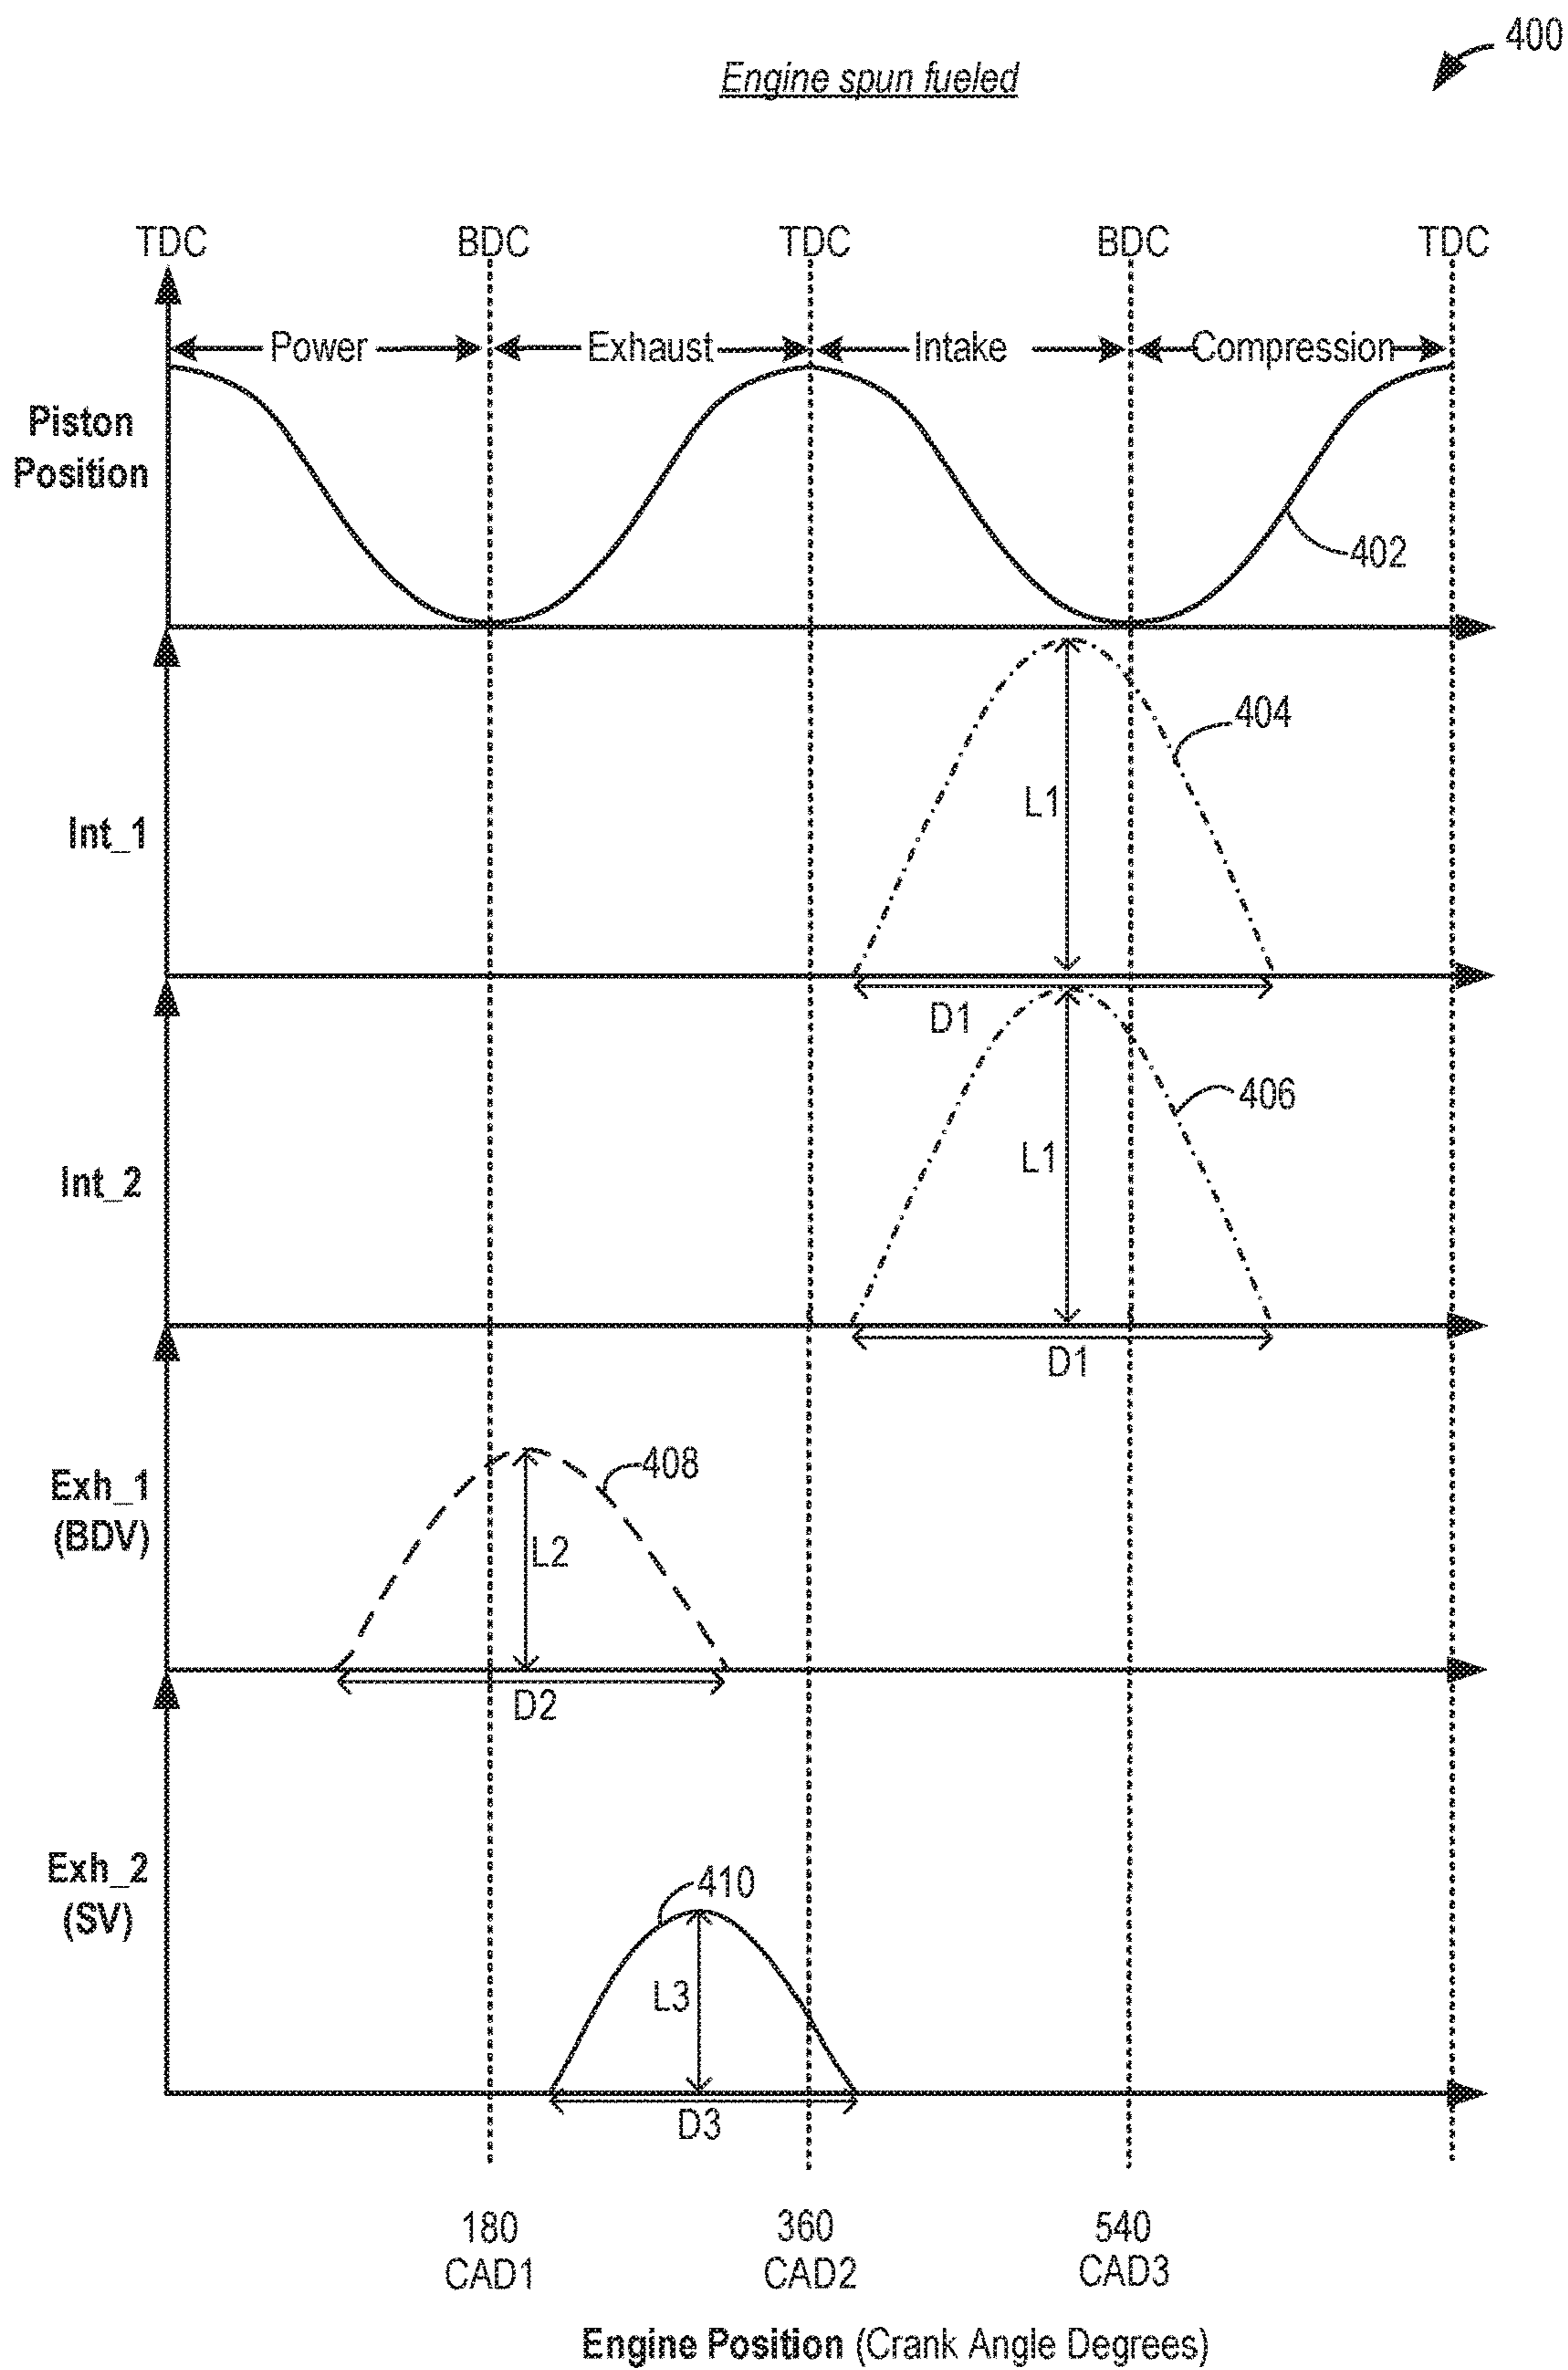 400
Engine spun fueled
TDC BDC TDC BDC TDC
Power Exhaust Intake Compression
Piston
Position
402
404
L1
Int_1
D1
406
L1
Int_2
D1
408
Exh_1
(BDV)
L2
D2
Exh_2
(SV)
410
L3
D3
180 360 540
CAD1 CAD2 CAD3
Engine Position (Crank Angle Degrees)